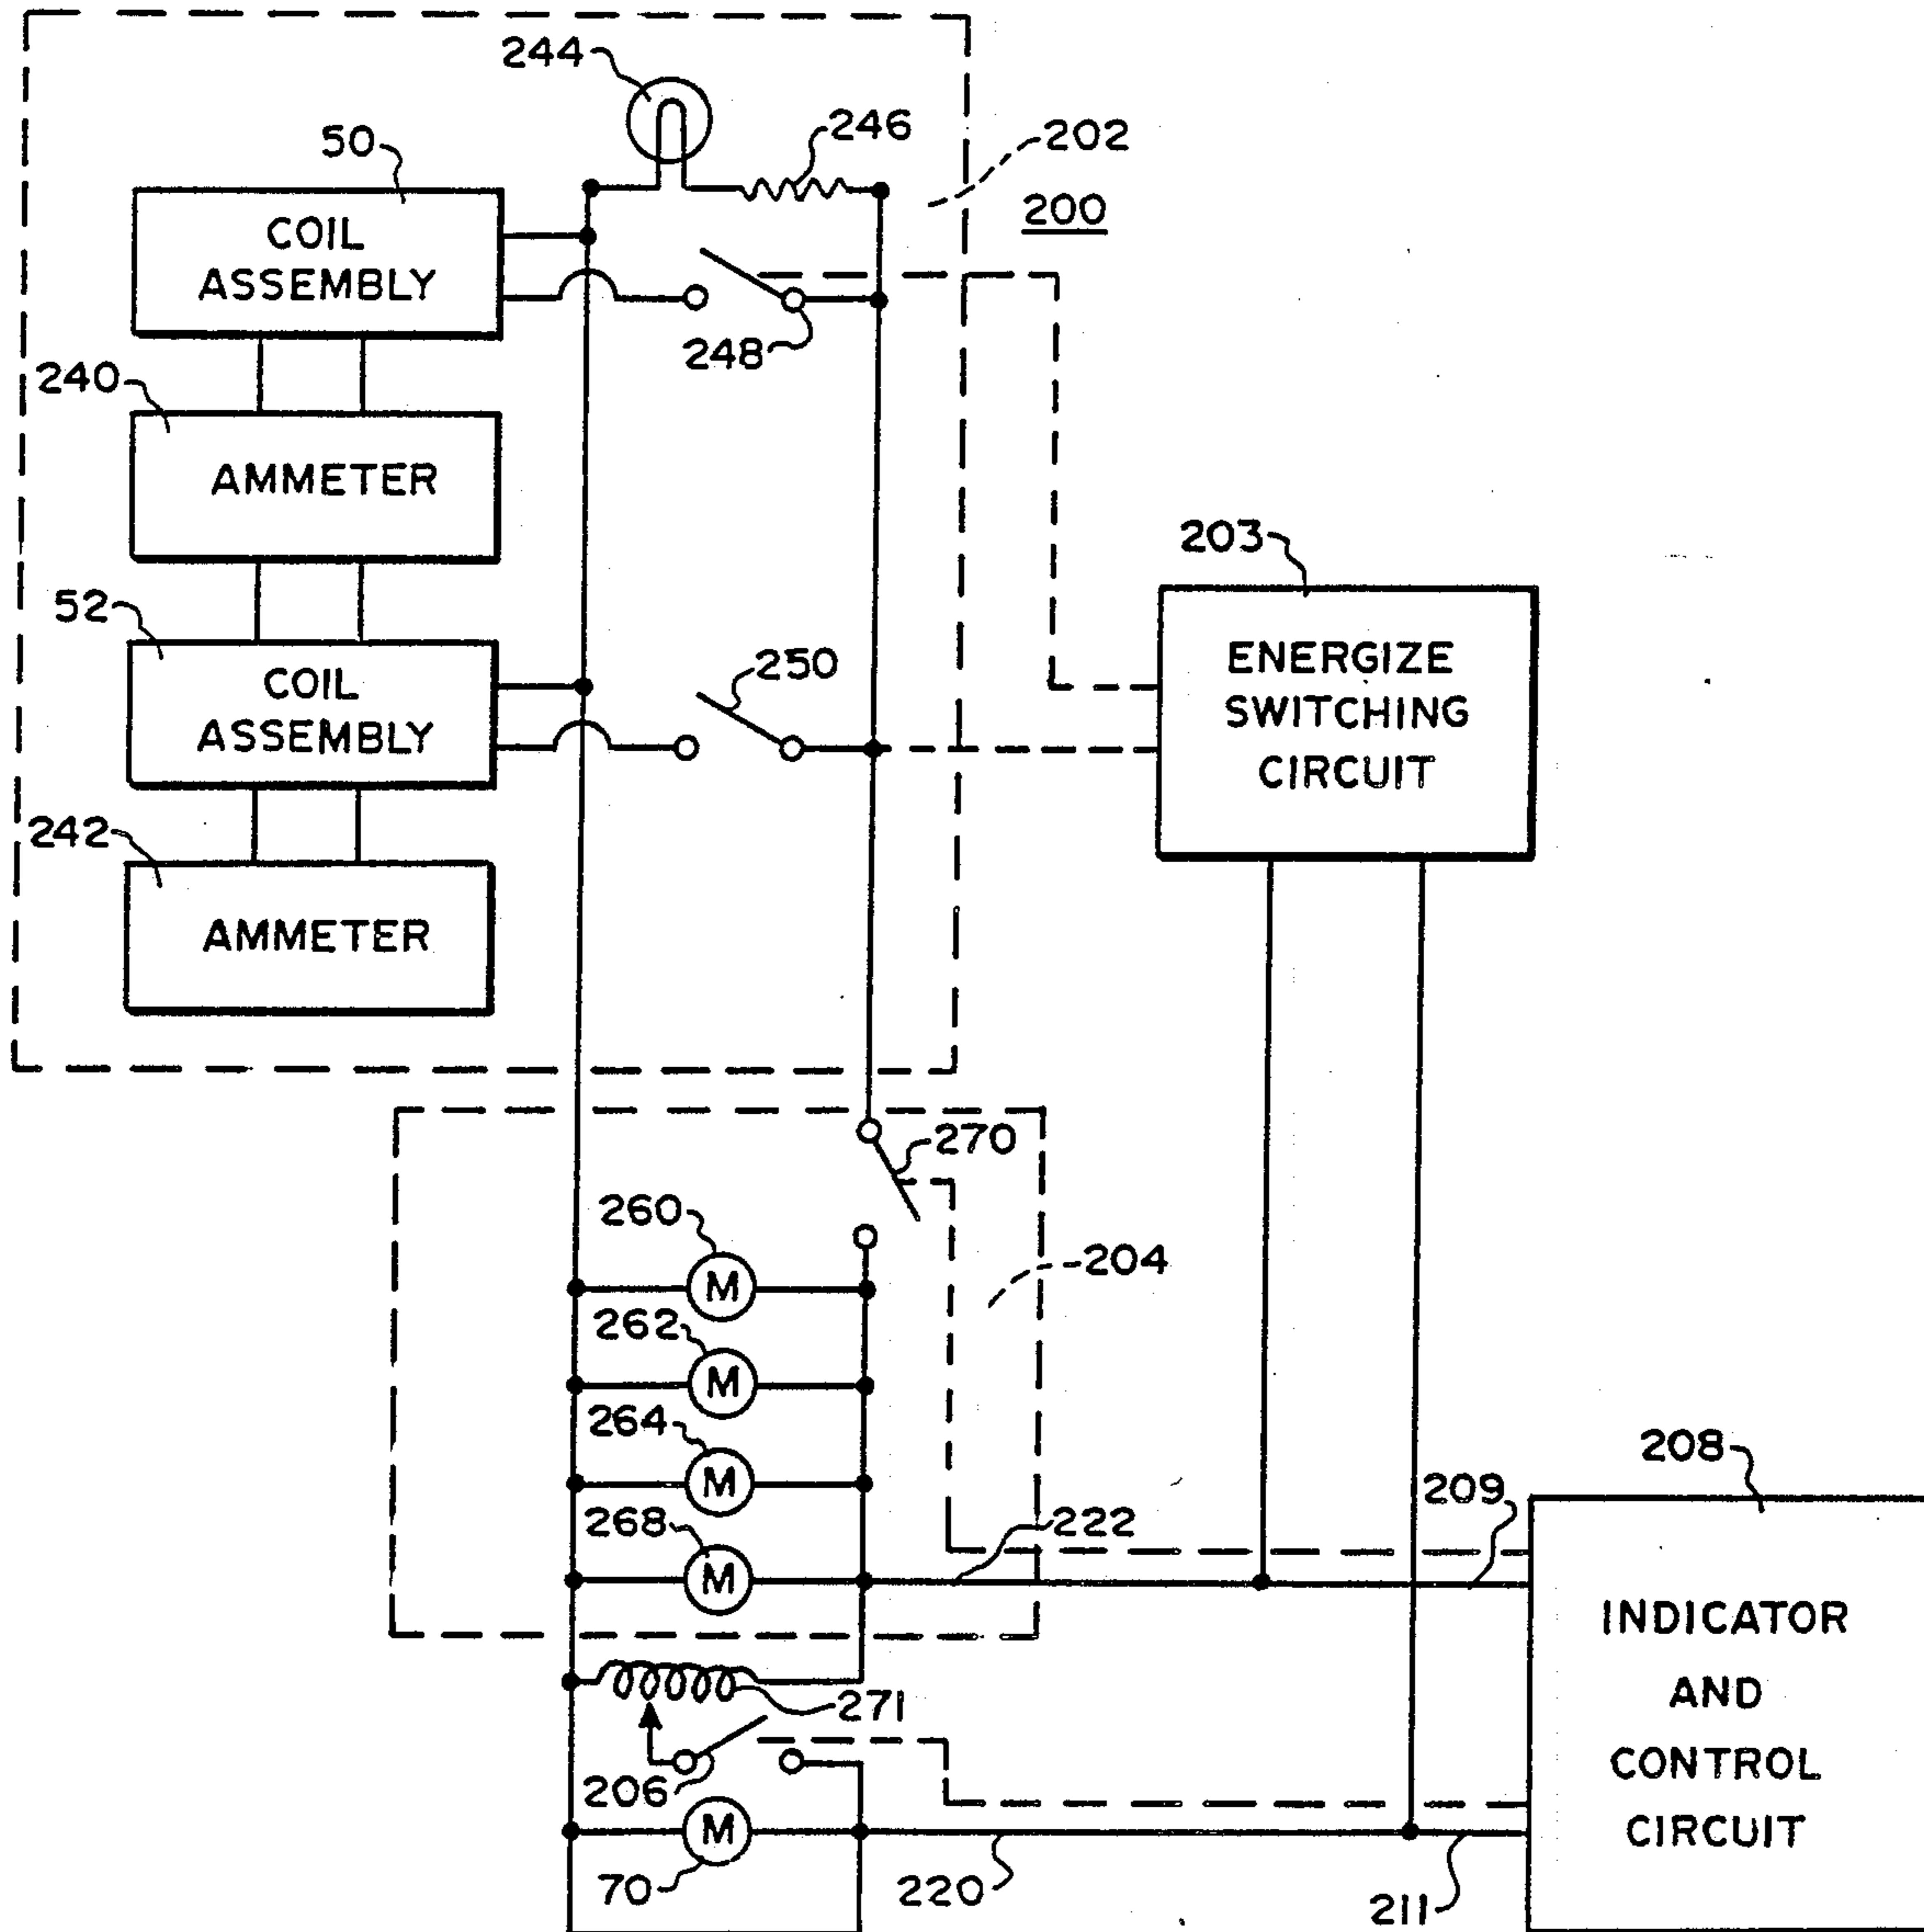 244
246
202
200
50
COIL
ASSEMBLY
248
240
AMMETER
203
ENERGIZE
SWITCHING
CIRCUIT
52
COIL
ASSEMBLY
250
242
AMMETER
270
260
M
204
262
M
264
M
208
209
268
M
222
INDICATOR
AND
CONTROL
CIRCUIT
271
206
M
70
220
211